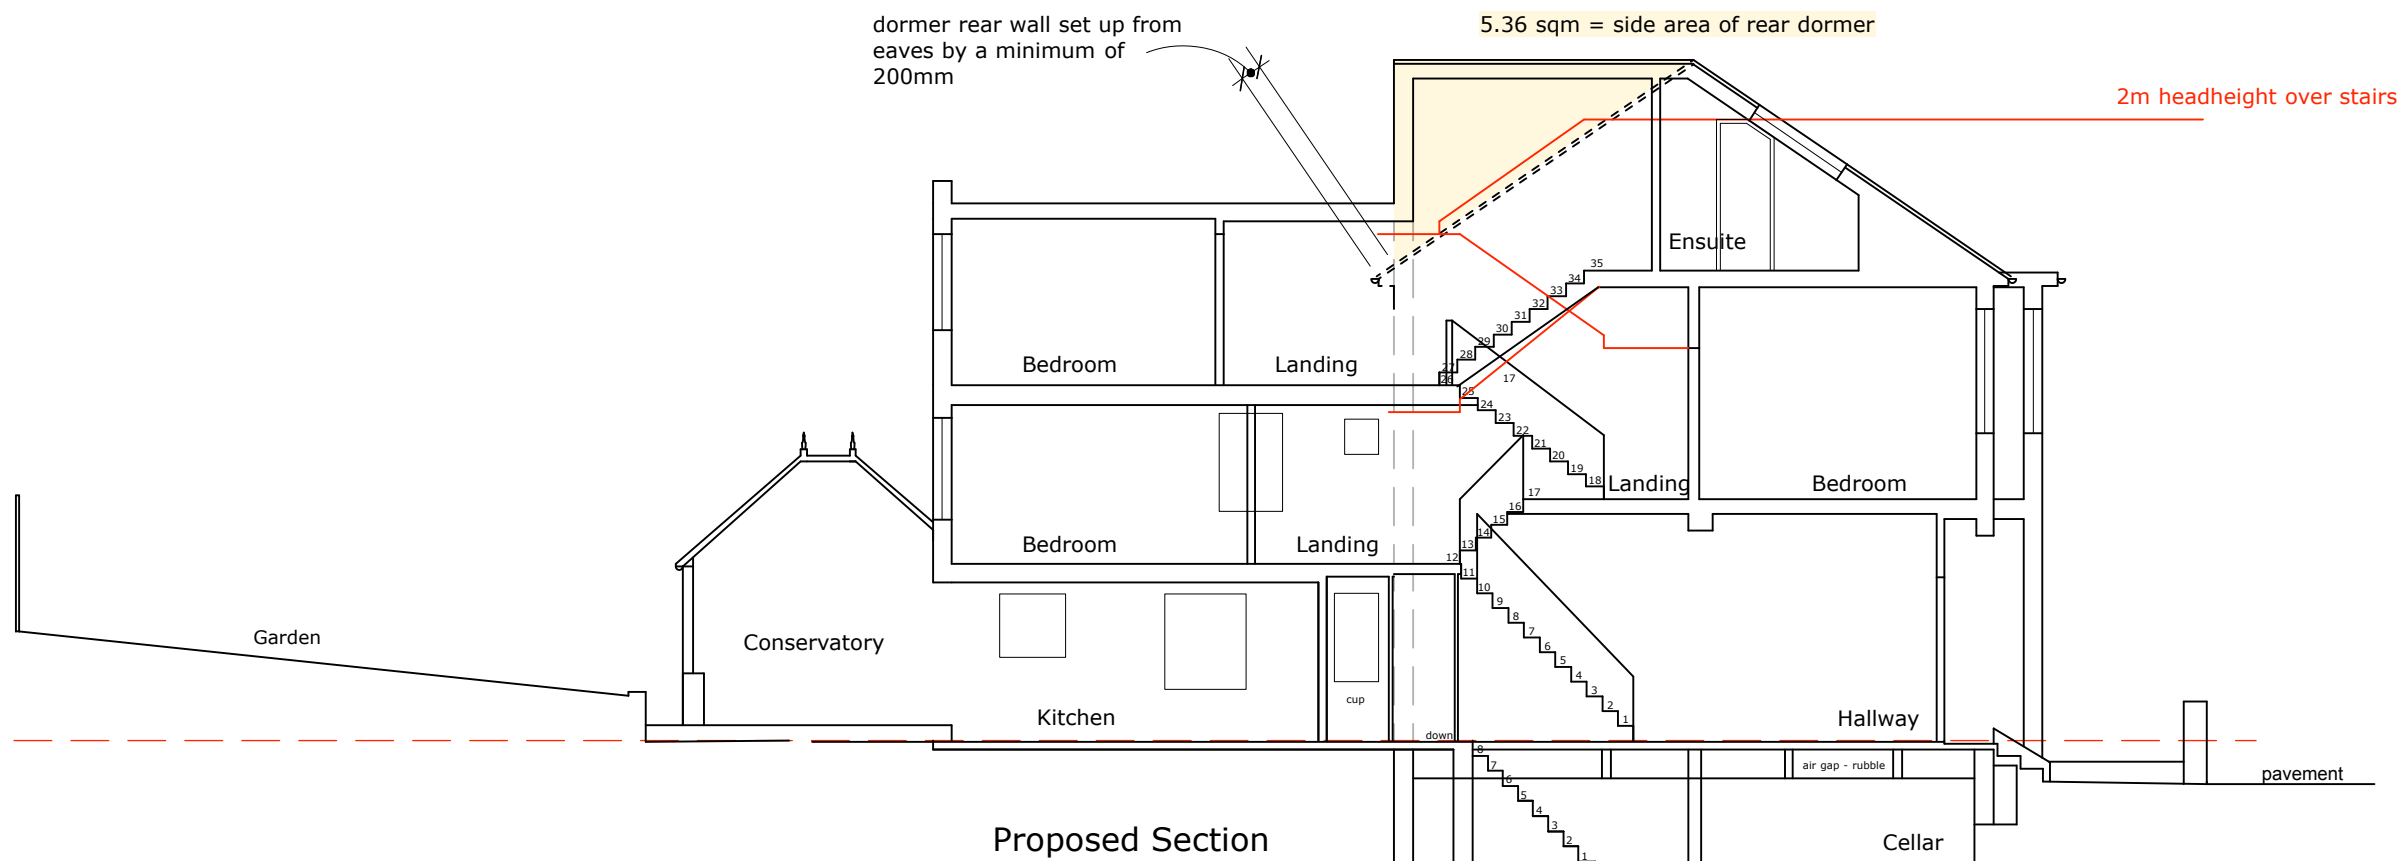 dormer rear wall set up from
eaves by a minimum of
200mm
5.36 sqm = side area of rear dormer
2m headheight over stairs
Ensuite
35
34
33
32
31
30
29
28
27
26
Bedroom
Landing
17
25
24
23
22
21
20
19
18
Landing
Bedroom
17
16
15
14
13
12
Bedroom
Landing
11
10
9
8
7
6
5
4
3
2
1
Garden
Conservatory
cup
Kitchen
Hallway
down
8
7
6
5
4
3
2
1
air gap - rubble
pavement
Proposed Section
Cellar